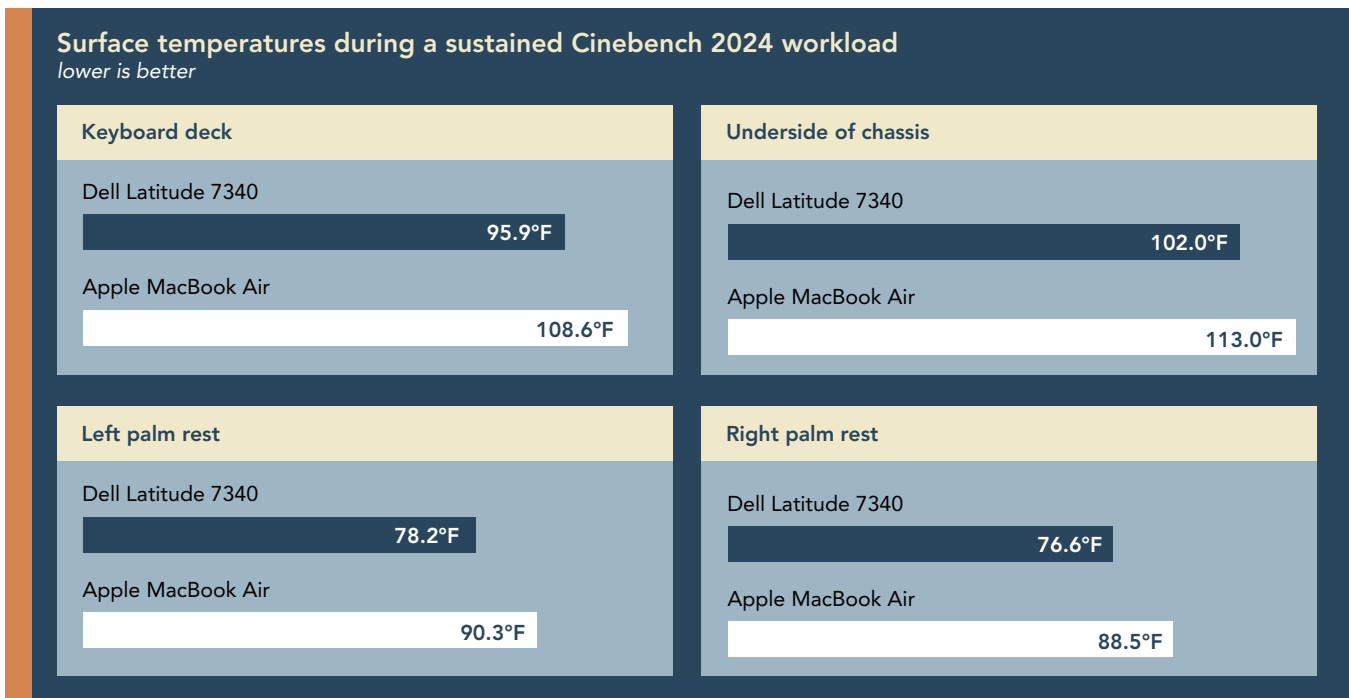 Surface temperatures during a sustained Cinebench 2024 workload
lower is better
Keyboard deck
Dell Latitude 7340
95.9°F
Apple MacBook Air
108.6°F
Underside of chassis
Dell Latitude 7340
102.0°F
Apple MacBook Air
113.0°F
Left palm rest
Dell Latitude 7340
78.2°F
Apple MacBook Air
90.3°F
Right palm rest
Dell Latitude 7340
76.6°F
Apple MacBook Air
88.5°F